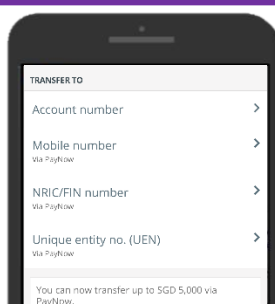 TRANSFER TO
Account number
Mobile number
Via PayNow
NRIC/FIN number
Via PayNow
Unique entity no. (UEN)
Via PayNow
You can now transfer up to SGD 5,000 via
PayNow.